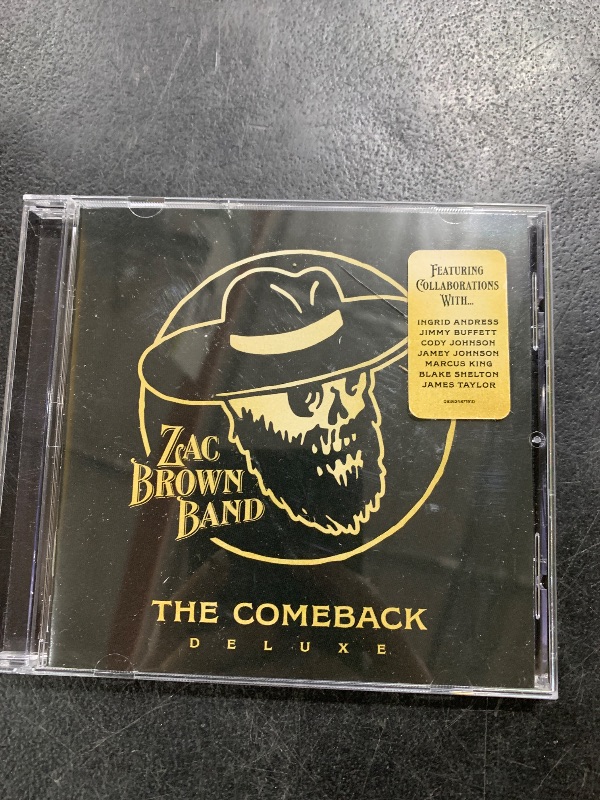 FEATURING
COLLABORATIONS
WITH...
INGRID ANDRESS
JIMMY BUFFETT
CODY JOHNSON
JAMEY JOHNSON
MARCUS KING
BLAKE SHELTON
JAMES TAYLOR
ZAC
BROWN
BAND
THE COMEBACK
DELUXE